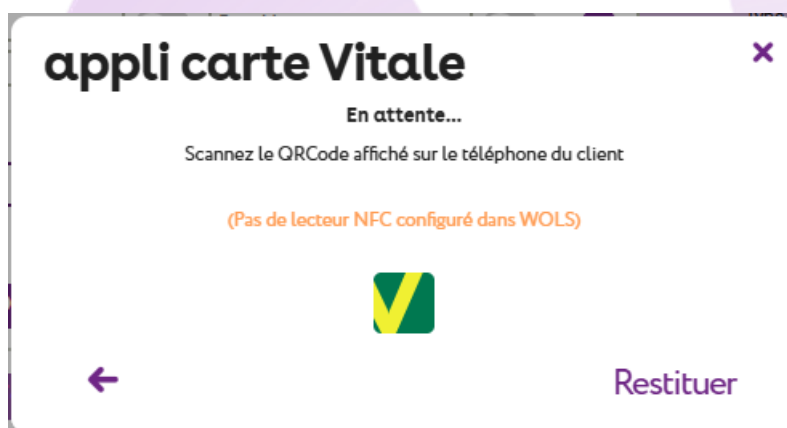 appli carte Vitale
En attente...
Scannez le QRCode affiché sur le téléphone du client
(Pas de lecteur NFC configuré dans WOLS)
Restituer